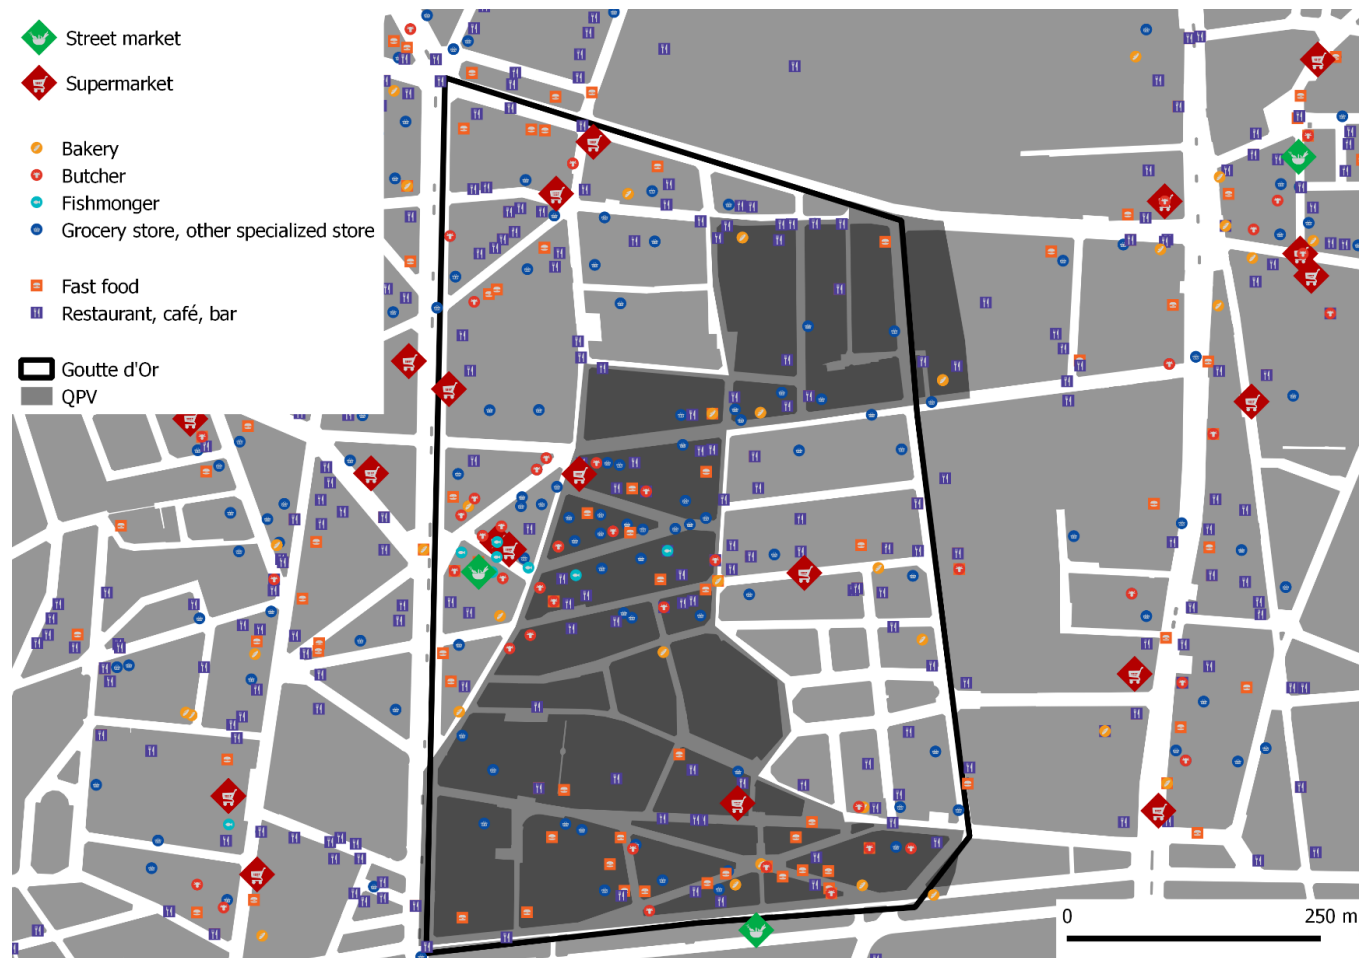 Street market
Supermarket
Bakery
Butcher
Fishmonger
Grocery store, other specialized store
Fast food
Restaurant, café, bar
Goutte d'Or
QPV
0 250 m